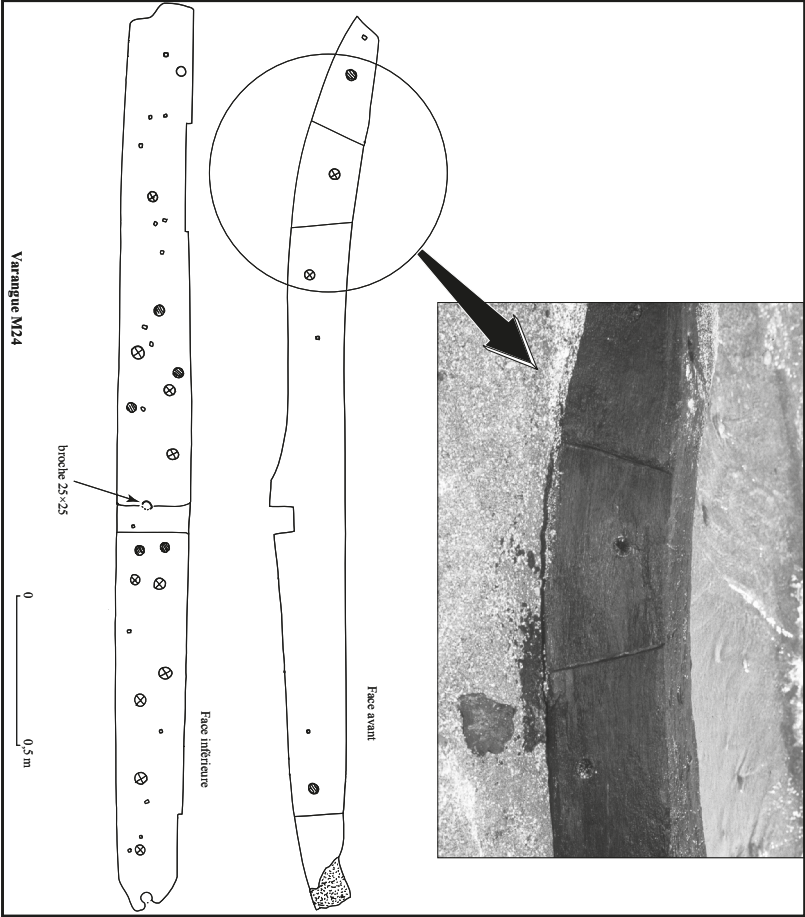 Varangue M24
Face avant
Face inférieure
broche 25×25
0
0,5 m